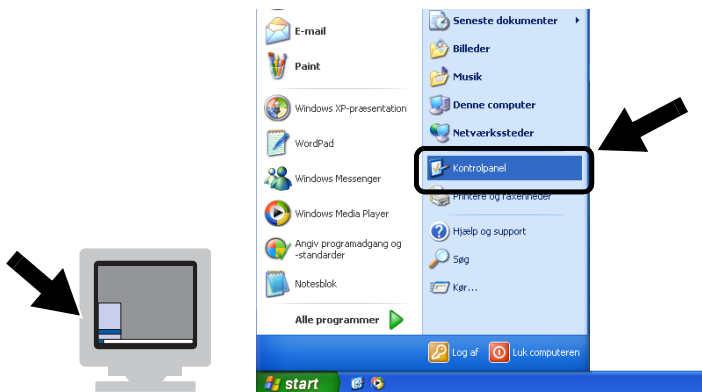 E-mail
Paint
Windows XP-præsentation
WordPad
Windows Messenger
Windows Media Player
Angiv programadgang og
-standarder
Notesblok
Alle programmer
Seneste dokumenter
Billeder
Musik
Denne computer
Netværkssteder
Kontrolpanel
Printere og faxenheder
Hjælp og support
Søg
Kør...
Log af
Luk computeren
start